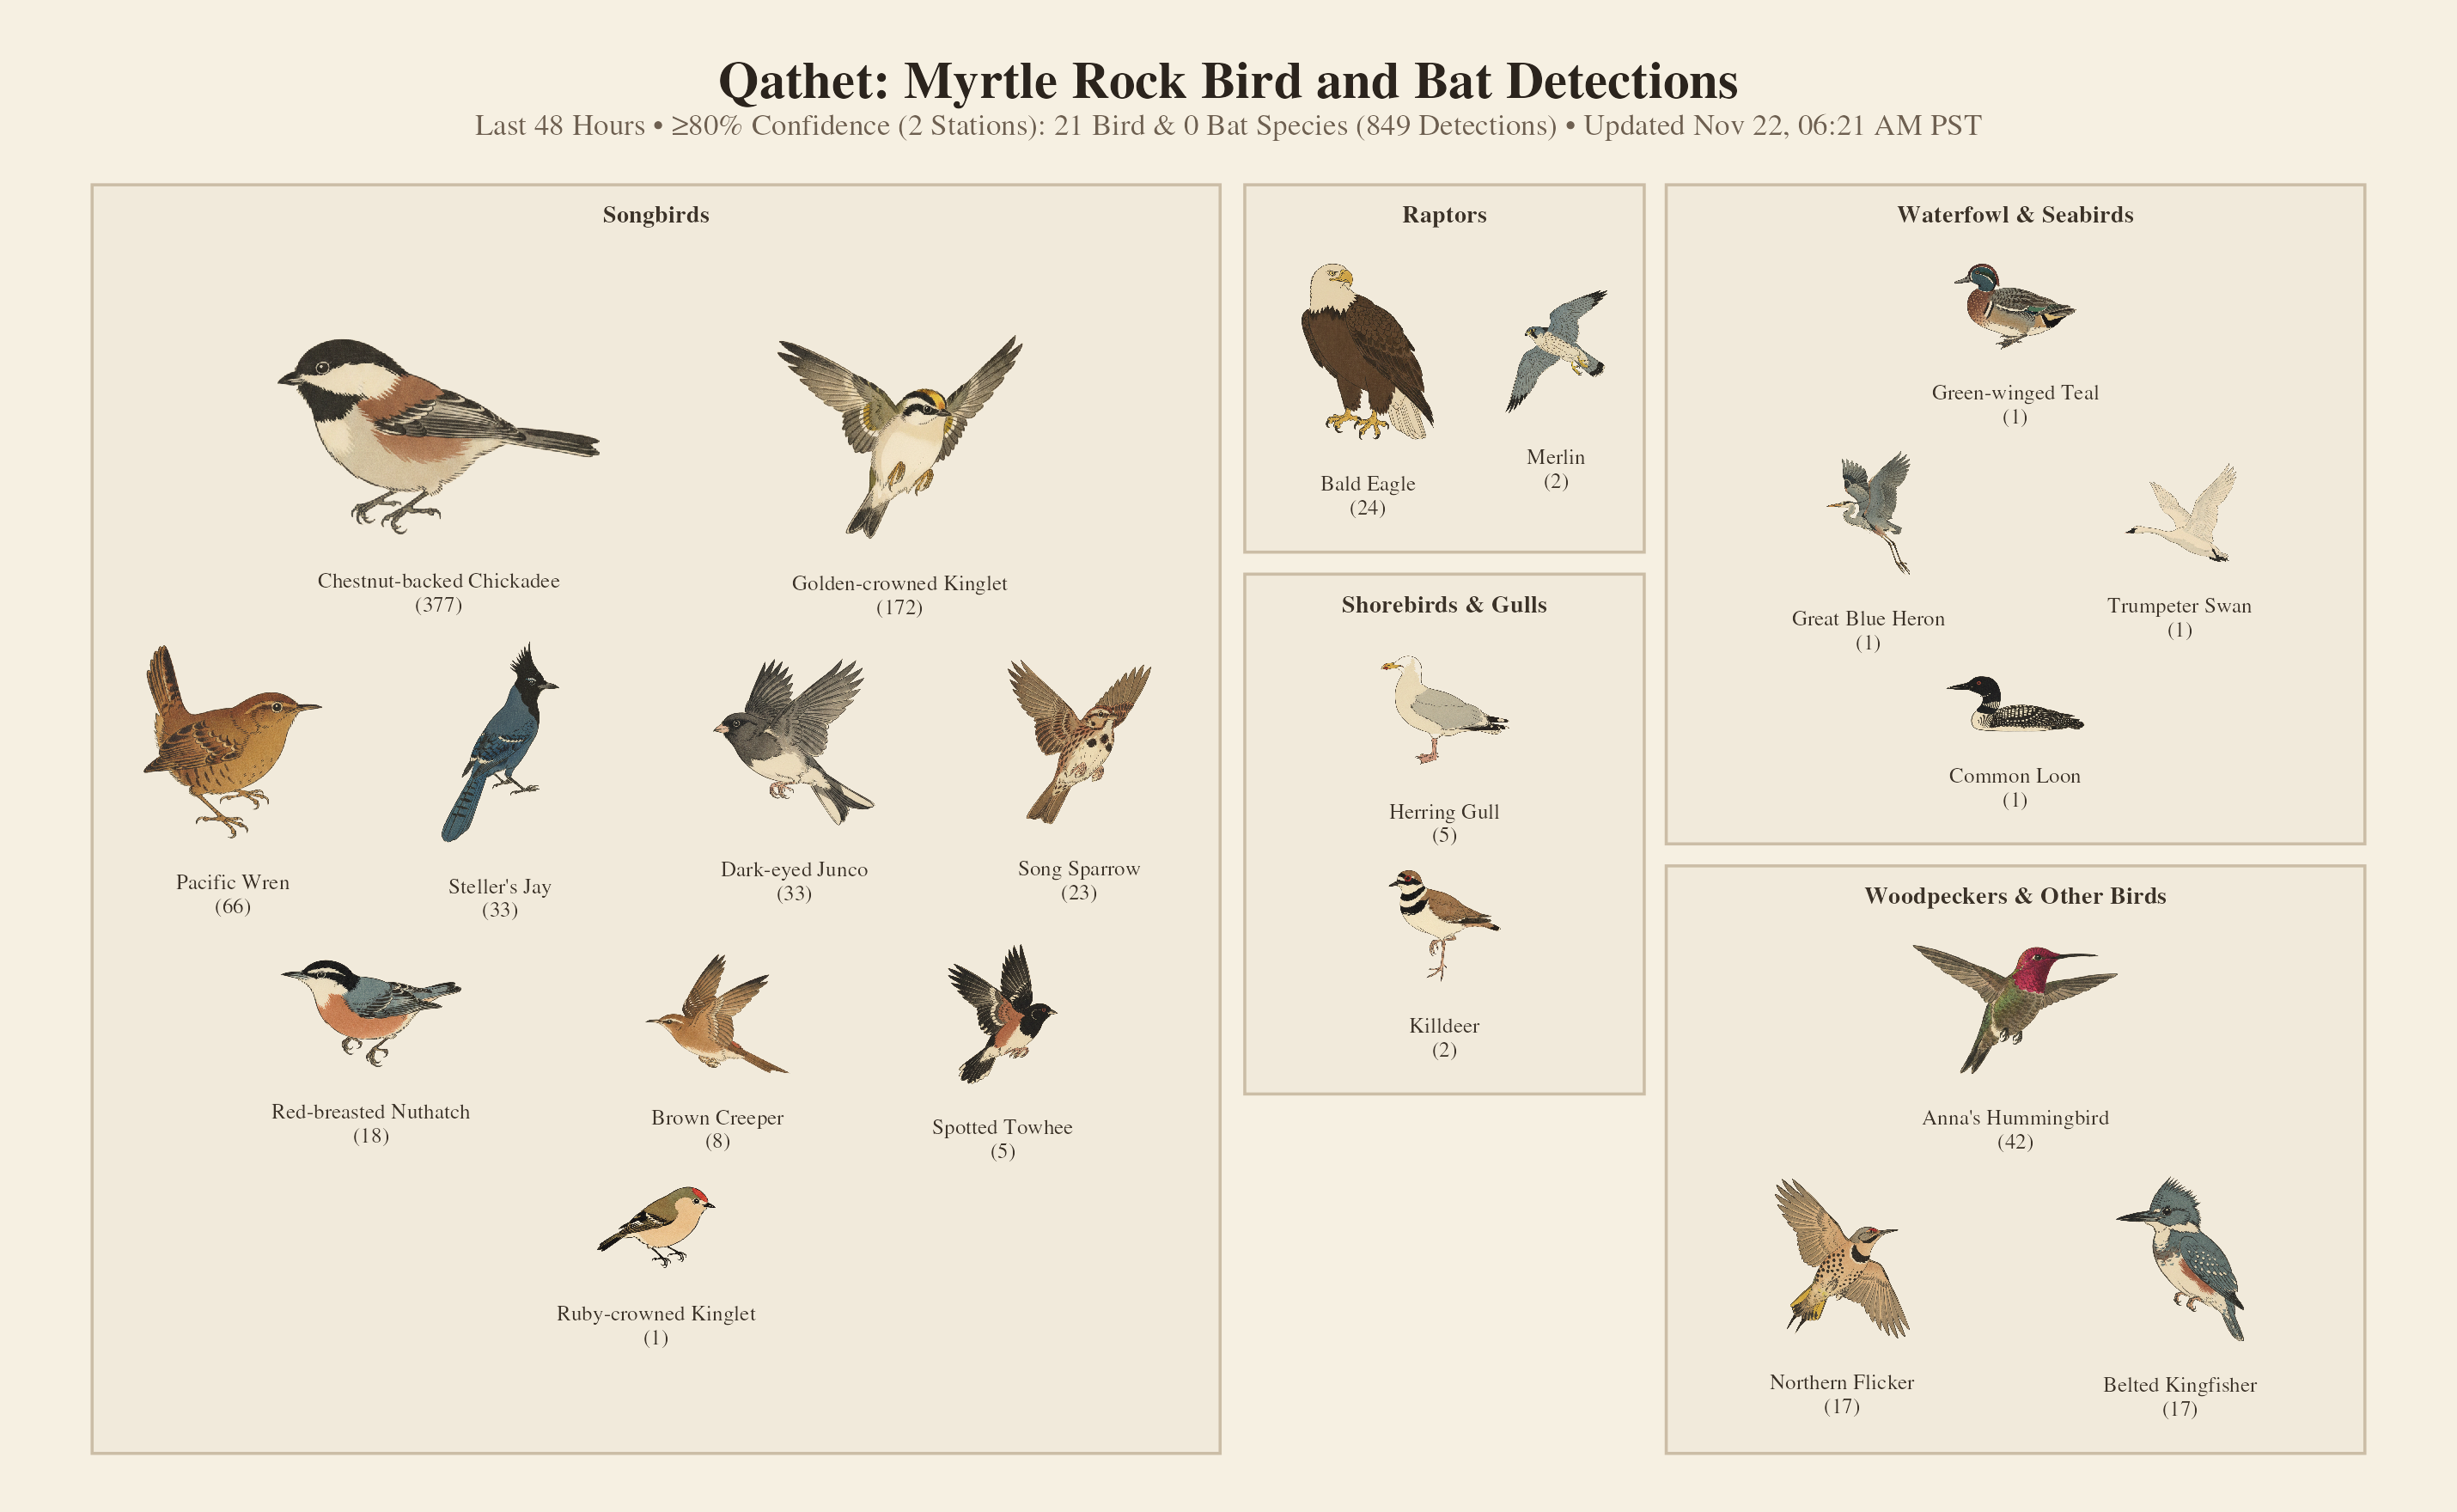 Qathet: Myrtle Rock Bird and Bat Detections
Last 48 Hours • ≥80% Confidence (2 Stations): 21 Bird & 0 Bat Species (849 Detections) • Updated Nov 22, 06:21 AM PST
Songbirds
Chestnut-backed Chickadee
(377)
Golden-crowned Kinglet
(172)
Pacific Wren
(66)
Steller's Jay
(33)
Dark-eyed Junco
(33)
Song Sparrow
(23)
Red-breasted Nuthatch
(18)
Brown Creeper
(8)
Spotted Towhee
(5)
Ruby-crowned Kinglet
(1)
Raptors
Bald Eagle
(24)
Merlin
(2)
Shorebirds & Gulls
Herring Gull
(5)
Killdeer
(2)
Waterfowl & Seabirds
Green-winged Teal
(1)
Great Blue Heron
(1)
Trumpeter Swan
(1)
Common Loon
(1)
Woodpeckers & Other Birds
Anna's Hummingbird
(42)
Northern Flicker
(17)
Belted Kingfisher
(17)